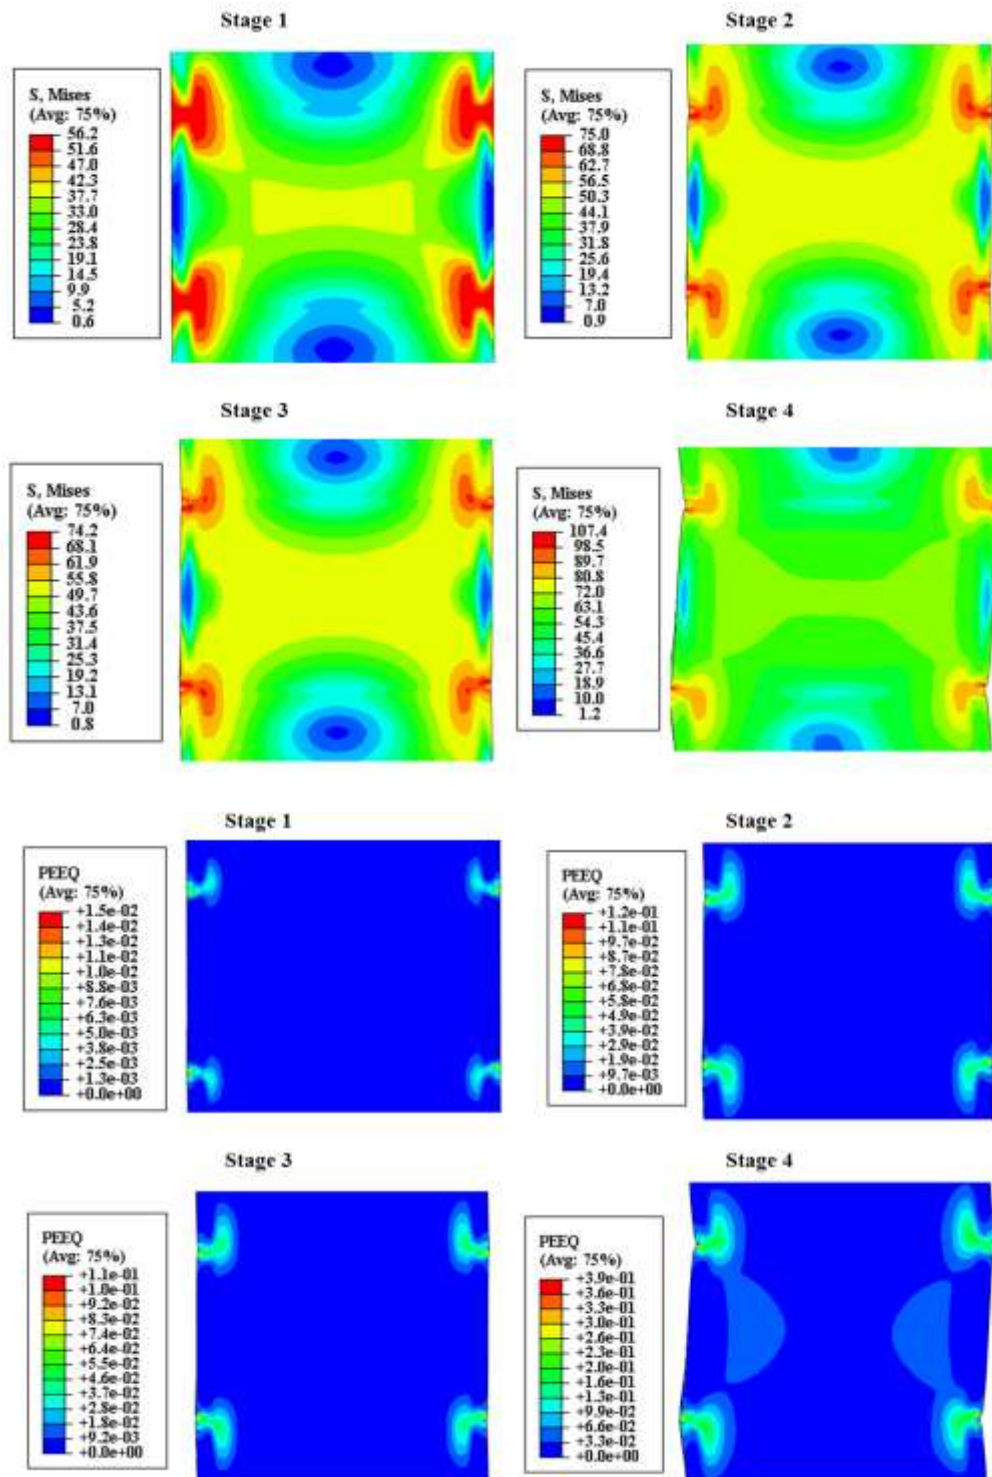 Stage 1
S, Mises
(Avg: 75%)
56.2
51.6
47.0
42.3
37.7
33.0
28.4
23.8
19.1
14.5
9.9
5.2
0.6
Stage 2
S, Mises
(Avg: 75%)
75.0
68.8
62.7
56.5
50.3
44.1
37.9
31.8
25.6
19.4
13.2
7.0
0.9
Stage 3
S, Mises
(Avg: 75%)
74.2
68.1
61.9
55.8
49.7
43.6
37.5
31.4
25.3
19.2
13.1
7.0
0.8
Stage 4
S, Mises
(Avg: 75%)
107.4
98.5
89.7
80.8
72.0
63.1
54.3
45.4
36.6
27.7
18.9
10.0
1.2
Stage 1
PEEQ
(Avg: 75%)
+1.5e-02
+1.4e-02
+1.3e-02
+1.1e-02
+1.0e-02
+8.8e-03
+7.6e-03
+6.3e-03
+5.0e-03
+3.8e-03
+2.5e-03
+1.3e-03
+0.0e+00
Stage 2
PEEQ
(Avg: 75%)
+1.2e-01
+1.1e-01
+9.7e-02
+8.7e-02
+7.8e-02
+6.8e-02
+5.8e-02
+4.9e-02
+3.9e-02
+2.9e-02
+1.9e-02
+9.7e-03
+0.0e+00
Stage 3
PEEQ
(Avg: 75%)
+1.1e-01
+1.0e-01
+9.2e-02
+8.3e-02
+7.4e-02
+6.4e-02
+5.5e-02
+4.6e-02
+3.7e-02
+2.8e-02
+1.8e-02
+9.2e-03
+0.0e+00
Stage 4
PEEQ
(Avg: 75%)
+3.9e-01
+3.6e-01
+3.3e-01
+3.0e-01
+2.6e-01
+2.3e-01
+2.0e-01
+1.6e-01
+1.3e-01
+9.9e-02
+6.6e-02
+3.3e-02
+0.0e+00